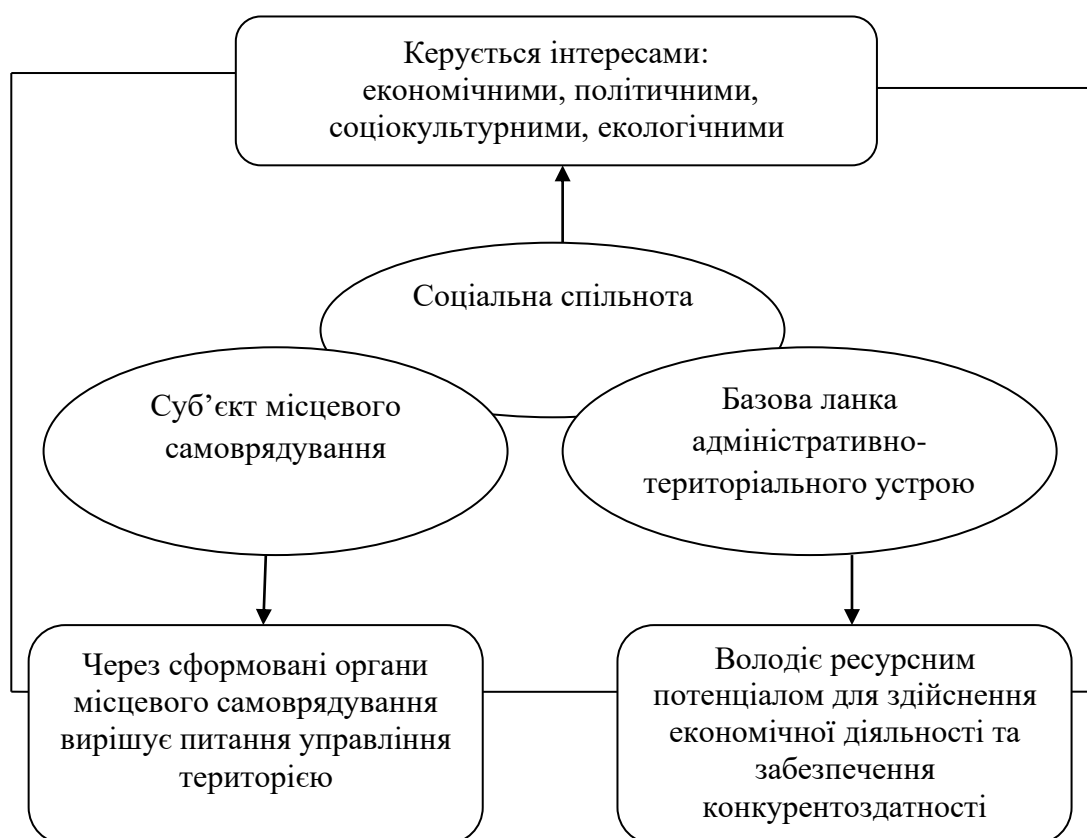 Керується інтересами:
економічними, політичними,
соціокультурними, екологічними
Соціальна спільнота
Суб’єкт місцевого
самоврядування
Базова ланка
адміністративно-
територіального устрою
Через сформовані органи
місцевого самоврядування
вирішує питання управління
територією
Володіє ресурсним
потенціалом для здійснення
економічної діяльності та
забезпечення
конкурентоздатності